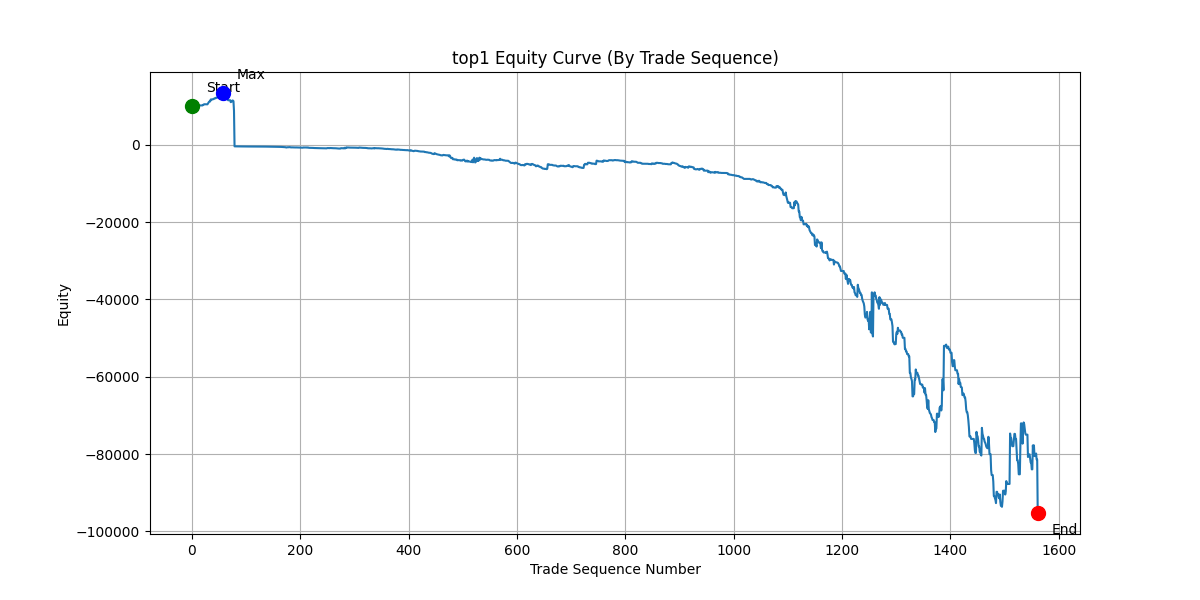 top1 Equity Curve (By Trade Sequence)
Max
Start
0
−20000
−40000
−60000
−80000
−100000
Equity
End
0 200 400 600 800 1000 1200 1400 1600
Trade Sequence Number